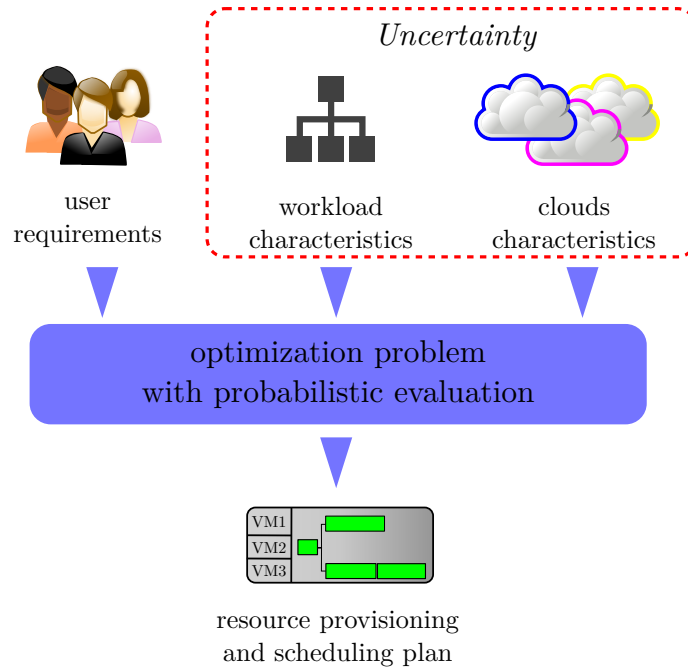 Uncertainty
user
requirements
workload
characteristics
clouds
characteristics
optimization problem
with probabilistic evaluation
VM1
VM2
VM3
resource provisioning
and scheduling plan